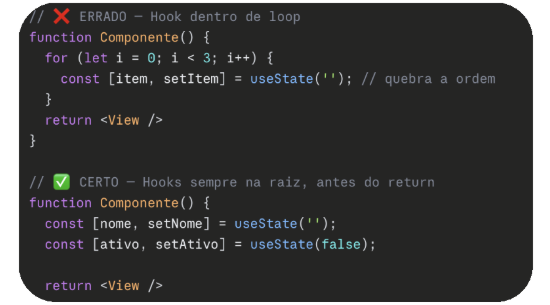 // ❌ ERRADO — Hook dentro de loop
function Componente() {
  for (let i = 0; i < 3; i++) {
    const [item, setItem] = useState(''); // quebra a ordem
  }
  return <View />
}

// ✅ CERTO — Hooks sempre na raiz, antes do return
function Componente() {
  const [nome, setNome] = useState('');
  const [ativo, setAtivo] = useState(false);

  return <View />